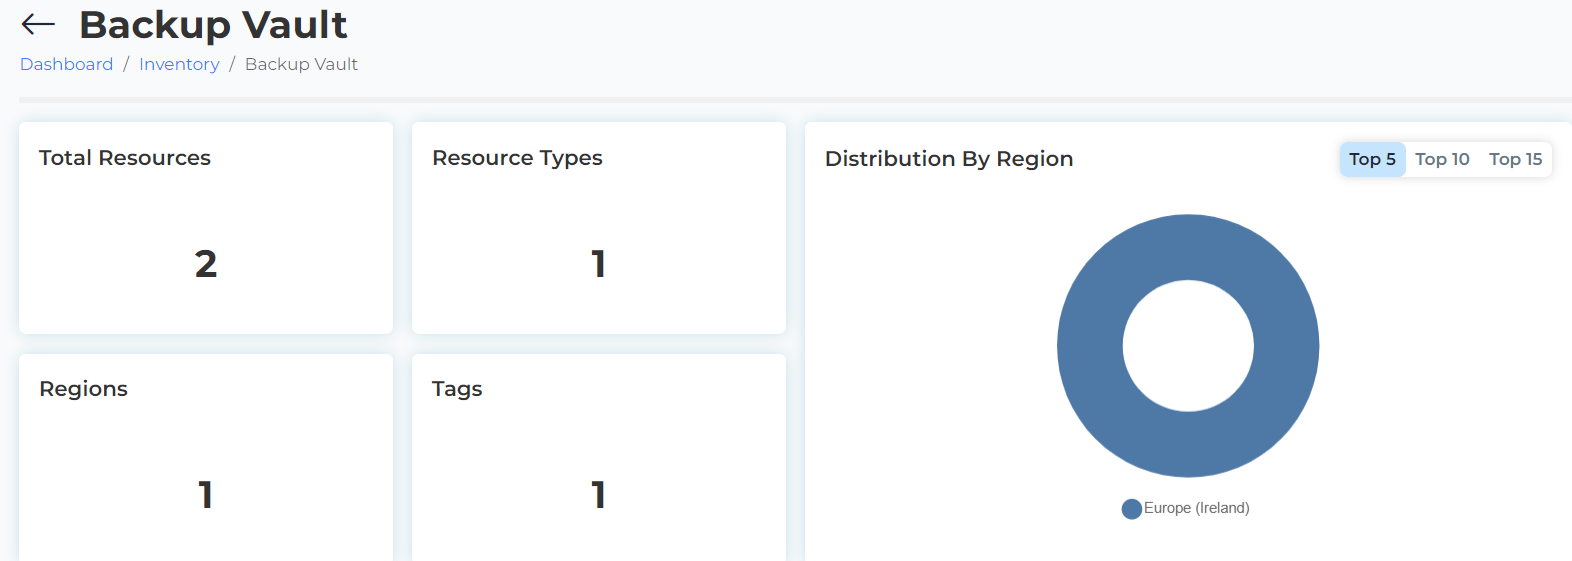 Backup Vault
Dashboard / Inventory / Backup Vault
Total Resources
2
Resource Types
1
Regions
1
Tags
1
Distribution By Region
Top 5 Top 10 Top 15
Europe (Ireland)